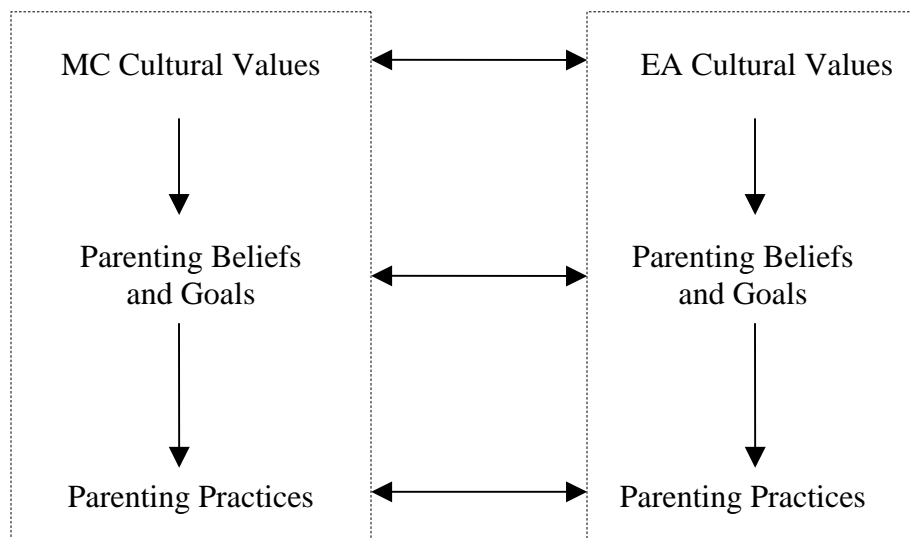 MC Cultural Values
EA Cultural Values
Parenting Beliefs
and Goals
Parenting Beliefs
and Goals
Parenting Practices
Parenting Practices